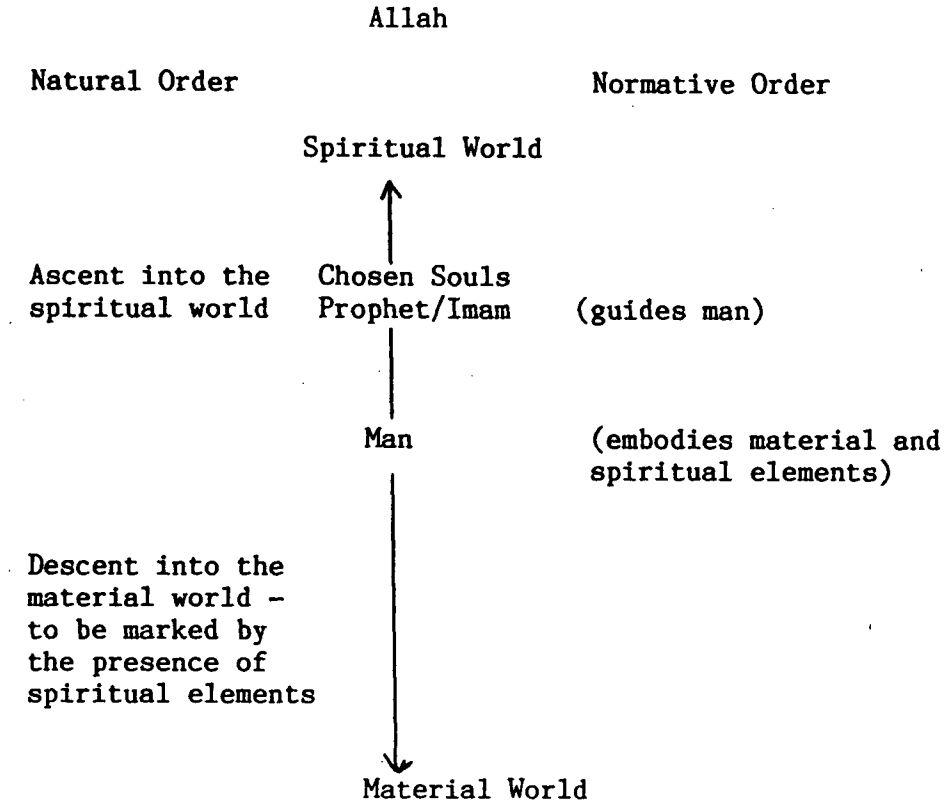 Allah
Natural Order
Normative Order
Spiritual World
Ascent into the
spiritual world
Chosen Souls
Prophet/Imam
(guides man)
Man
(embodies material and
spiritual elements)
Descent into the
material world -
to be marked by
the presence of
spiritual elements
Material World